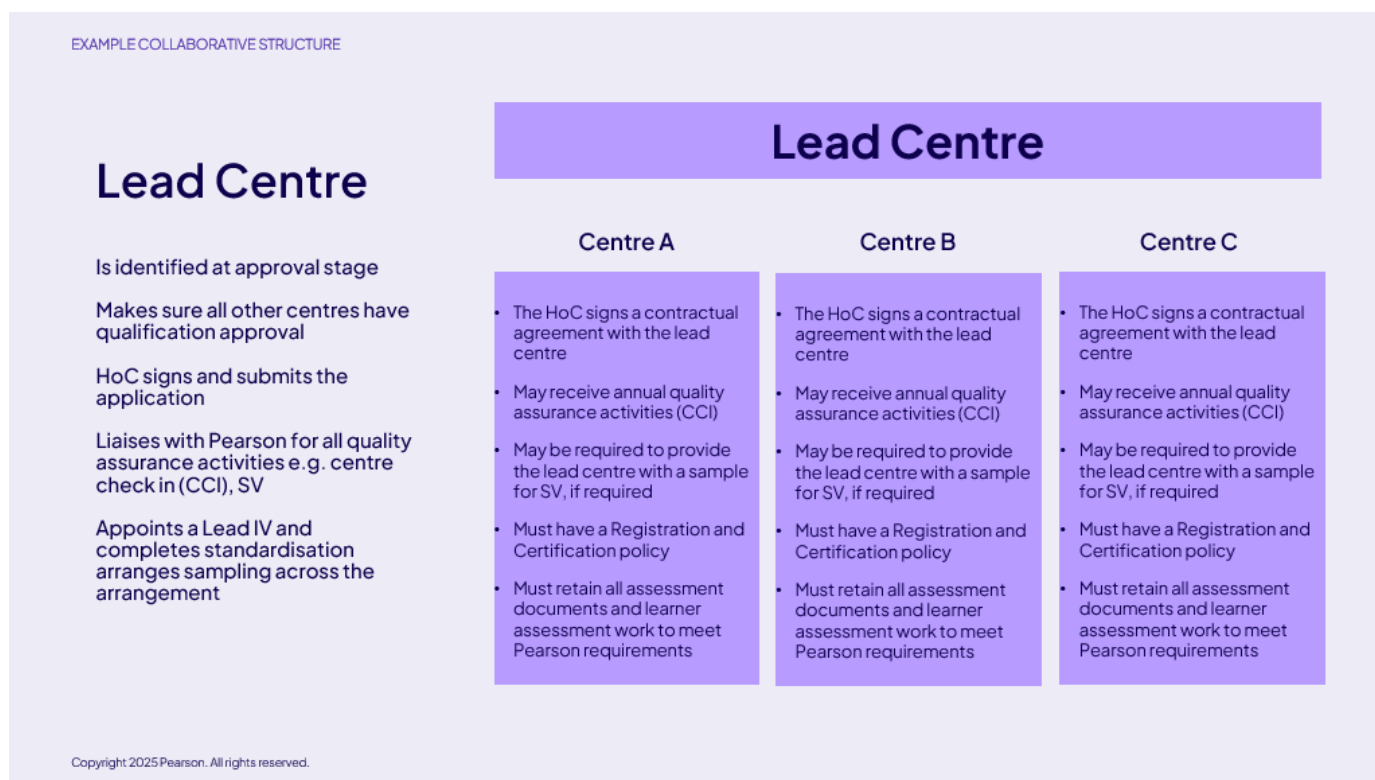 EXAMPLE COLLABORATIVE STRUCTURE
Lead Centre
Is identified at approval stage
Makes sure all other centres have
qualification approval
HoC signs and submits the
application
Liaises with Pearson for all quality
assurance activities e.g. centre
check in (CCI), SV
Appoints a Lead IV and
completes standardisation
arranges sampling across the
arrangement
Lead Centre
Centre A
• The HoC signs a contractual
agreement with the lead
centre
• May receive annual quality
assurance activities (CCI)
• May be required to provide
the lead centre with a sample
for SV, if required
• Must have a Registration and
Certification policy
• Must retain all assessment
documents and learner
assessment work to meet
Pearson requirements
Centre B
• The HoC signs a contractual
agreement with the lead
centre
• May receive annual quality
assurance activities (CCI)
• May be required to provide
the lead centre with a sample
for SV, if required
• Must have a Registration and
Certification policy
• Must retain all assessment
documents and learner
assessment work to meet
Pearson requirements
Centre C
• The HoC signs a contractual
agreement with the lead
centre
• May receive annual quality
assurance activities (CCI)
• May be required to provide
the lead centre with a sample
for SV, if required
• Must have a Registration and
Certification policy
• Must retain all assessment
documents and learner
assessment work to meet
Pearson requirements
Copyright 2025 Pearson. All rights reserved.